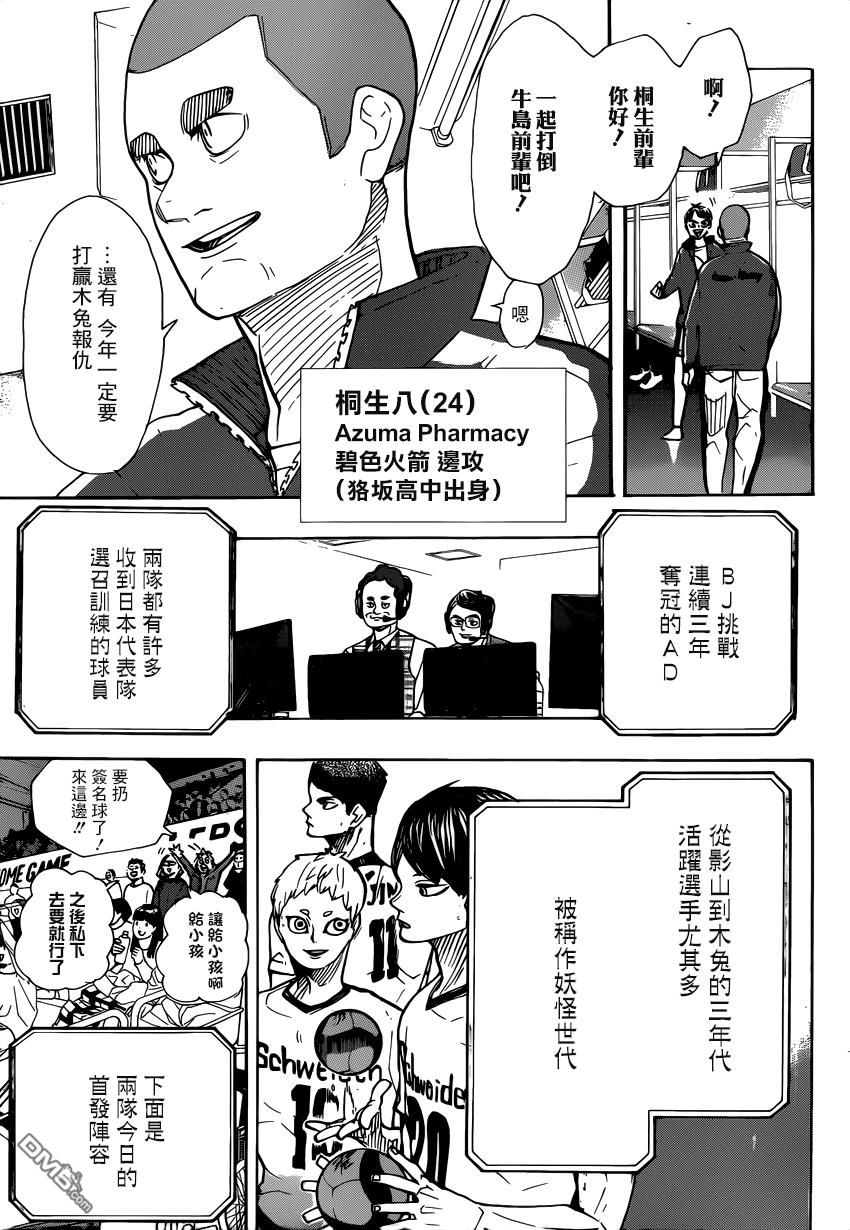 啊！
桐生前輩
你好！
一起打倒
牛島前輩吧！
嗯
…還有 今年一定要
打贏木兔報仇
桐生八（24）
Azuma Pharmacy
碧色火箭 邊攻
（狢坂高中出身）
BJ挑戰
連續三年
奪冠的AD
兩隊都有許多
收到日本代表隊
選召訓練的球員
從影山到木兔的三年代
活躍選手尤其多
被稱作妖怪世代
11
Schweiden
Schweide
20
要扔
簽名球了！
來這邊!!
OME GAME
讓給小孩啊
給小孩
之後私下
去要就行了
下面是
兩隊今日的
首發陣容